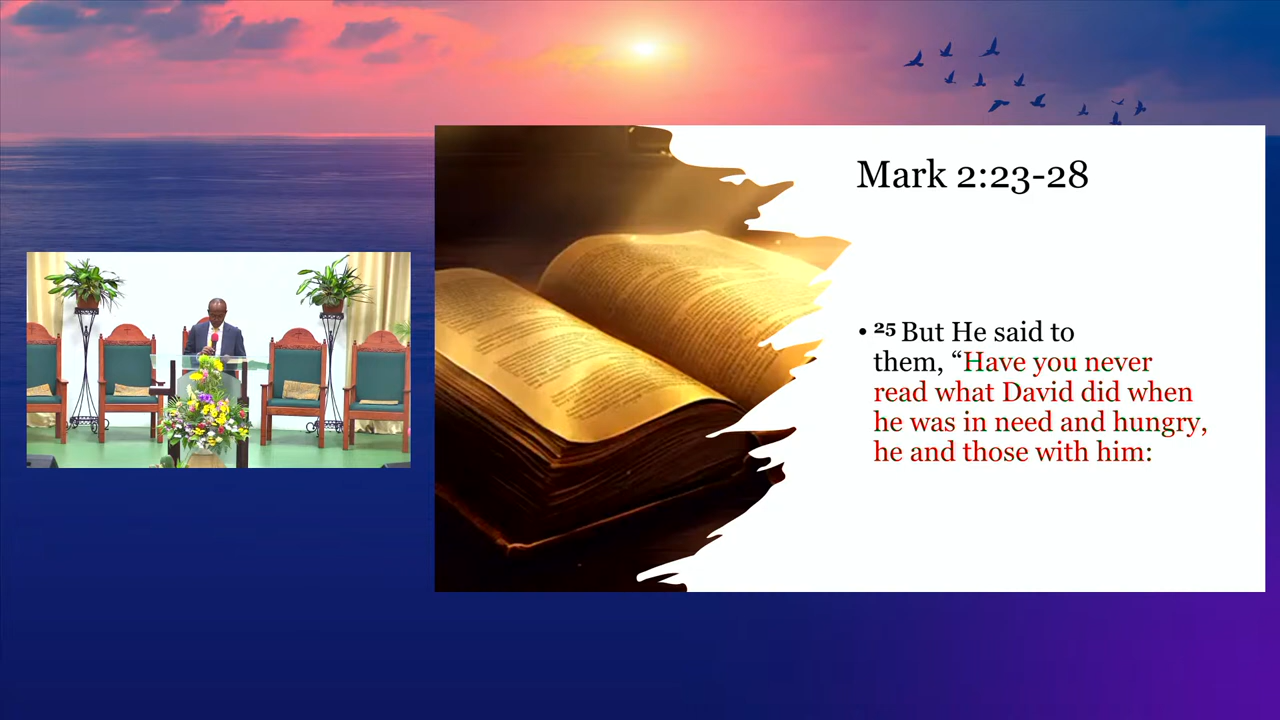 Mark 2:23-28
• 25 But He said to
them, “Have you never
read what David did when
he was in need and hungry,
he and those with him: